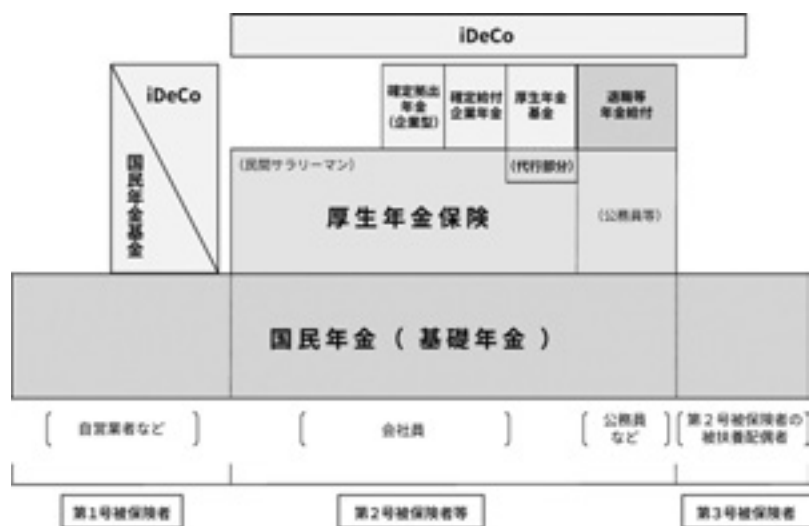 iDeCo
iDeCo
国民年金基金
確定拠出
年金
(企業型)
確定給付
企業年金
厚生年金
基金
退職等
年金給付
(民間サラリーマン)
(代行部分)
厚生年金保険
(公務員等)
国民年金 ( 基礎年金 )
自営業者など
会社員
公務員
など
第2号被保険者の
被扶養配偶者
第1号被保険者
第2号被保険者等
第3号被保険者